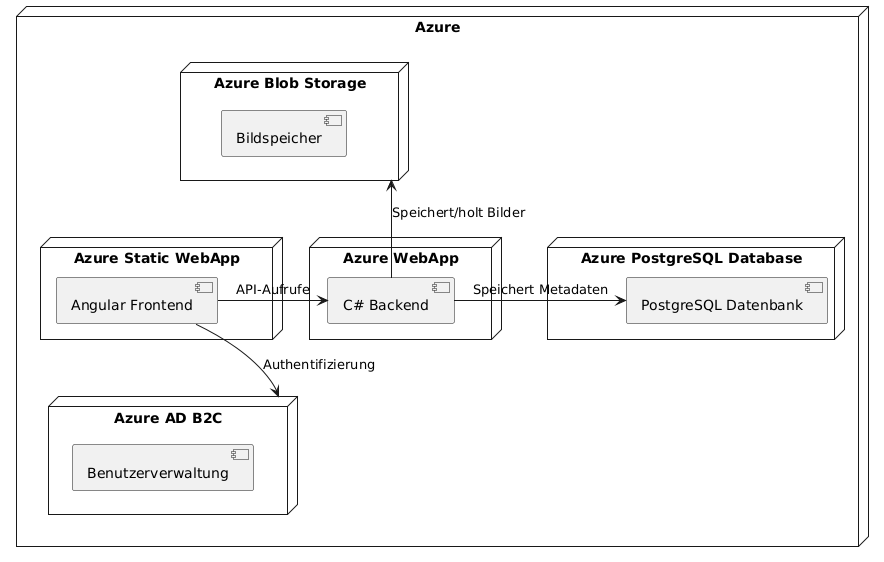 Azure
Azure Blob Storage
Bildspeicher
Speichert/holt Bilder
Azure Static WebApp
Azure WebApp
Azure PostgreSQL Database
Angular Frontend
API-Aufrufe
C# Backend
Speichert Metadaten
PostgreSQL Datenbank
Authentifizierung
Azure AD B2C
Benutzerverwaltung